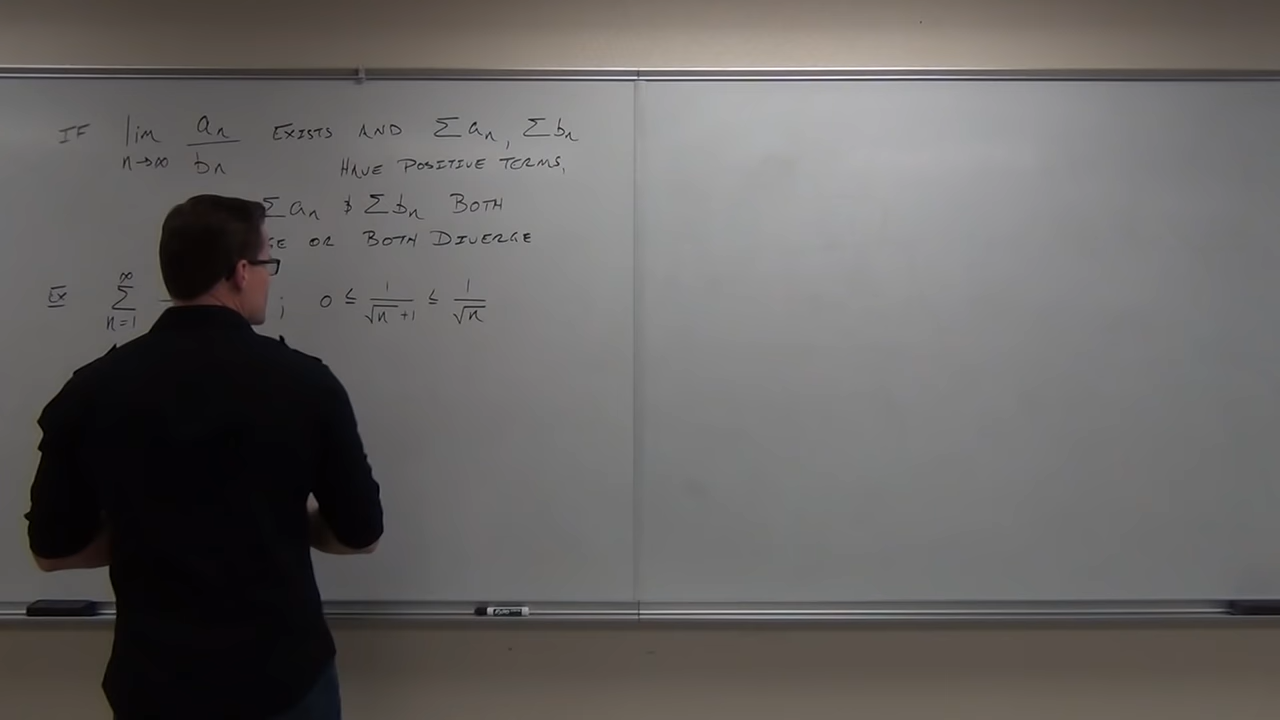 IF lim n→∞ an/bn EXISTS AND Σan, Σbn
HAVE POSITIVE TERMS,
Σan & Σbn BOTH
OR BOTH DIVERGE
Ex ∞ Σ n=1 ; 0 ≤ 1/(√n + 1) ≤ 1/√n